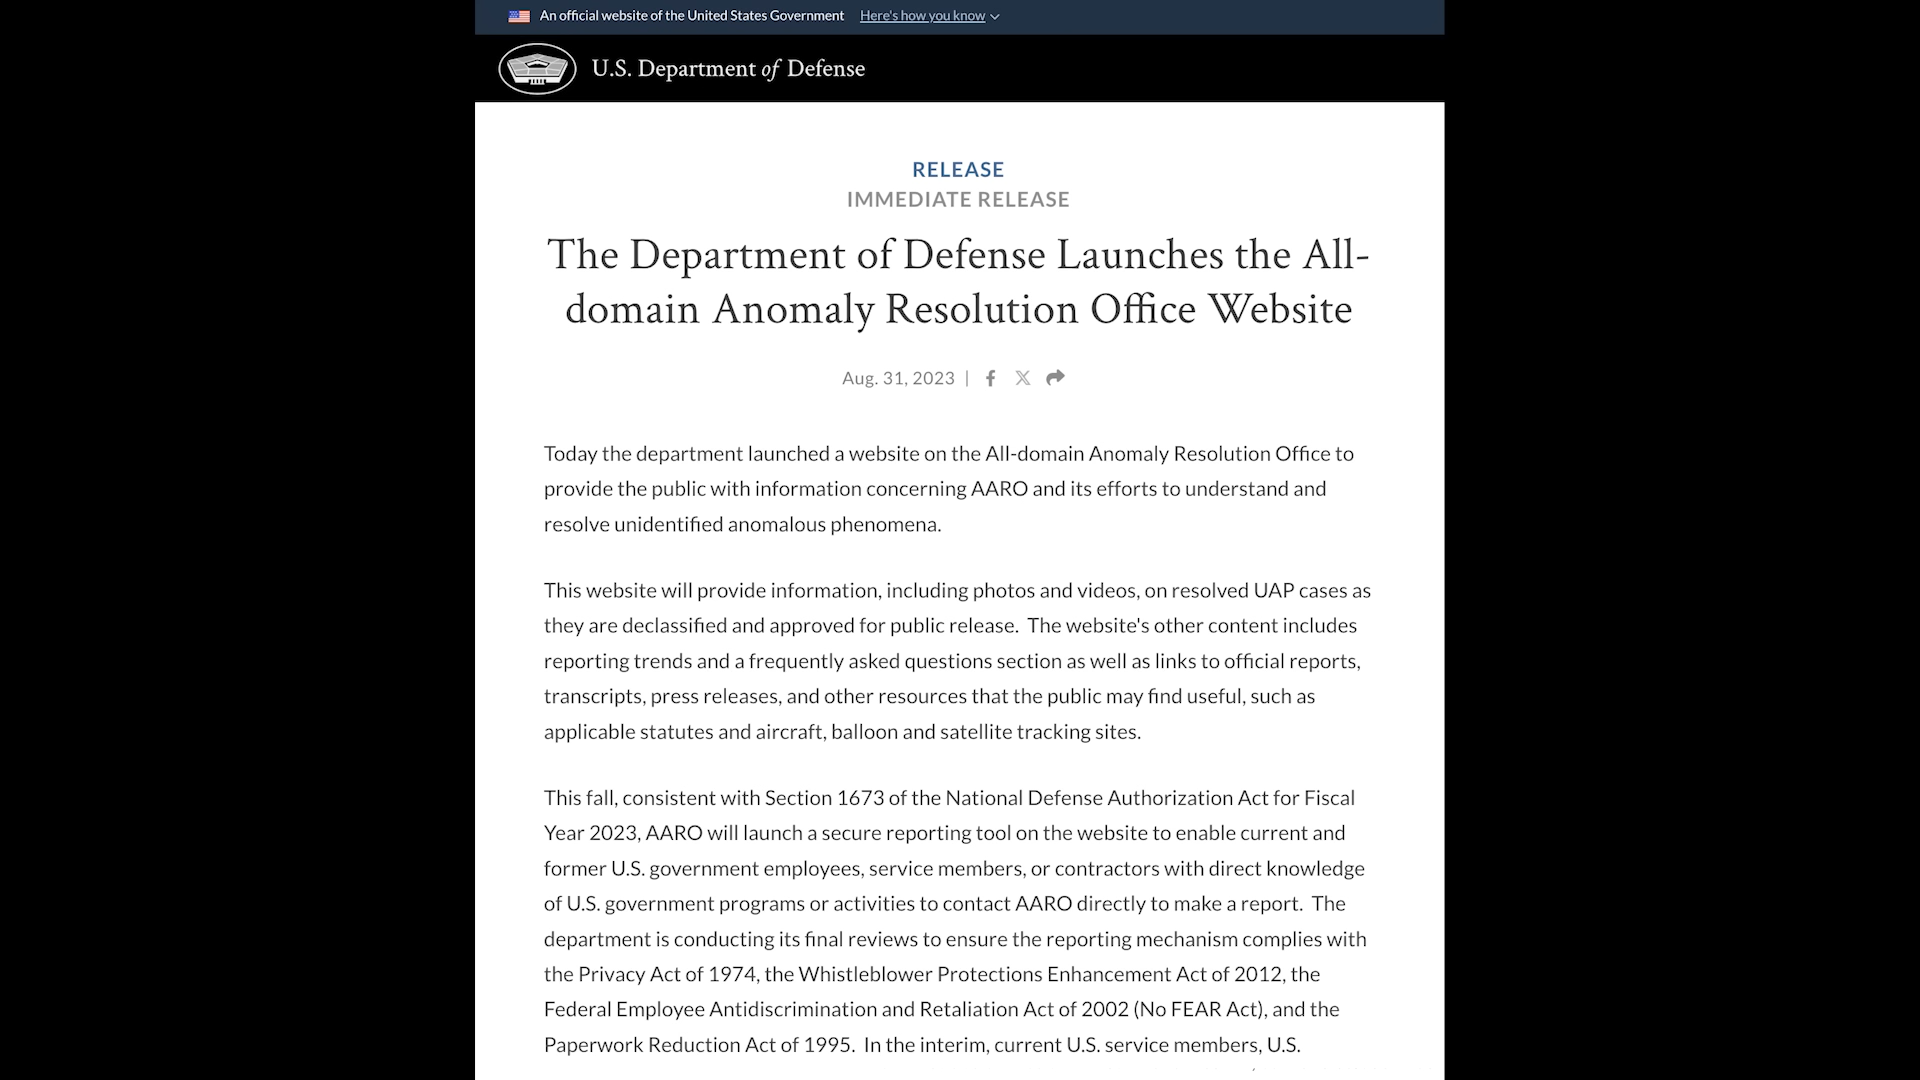 An official website of the United States Government Here's how you know
U.S. Department of Defense
RELEASE
IMMEDIATE RELEASE
The Department of Defense Launches the All-
domain Anomaly Resolution Office Website
Aug. 31, 2023 |
Today the department launched a website on the All-domain Anomaly Resolution Office to
provide the public with information concerning AARO and its efforts to understand and
resolve unidentified anomalous phenomena.
This website will provide information, including photos and videos, on resolved UAP cases as
they are declassified and approved for public release.  The website's other content includes
reporting trends and a frequently asked questions section as well as links to official reports,
transcripts, press releases, and other resources that the public may find useful, such as
applicable statutes and aircraft, balloon and satellite tracking sites.
This fall, consistent with Section 1673 of the National Defense Authorization Act for Fiscal
Year 2023, AARO will launch a secure reporting tool on the website to enable current and
former U.S. government employees, service members, or contractors with direct knowledge
of U.S. government programs or activities to contact AARO directly to make a report.  The
department is conducting its final reviews to ensure the reporting mechanism complies with
the Privacy Act of 1974, the Whistleblower Protections Enhancement Act of 2012, the
Federal Employee Antidiscrimination and Retaliation Act of 2002 (No FEAR Act), and the
Paperwork Reduction Act of 1995.  In the interim, current U.S. service members, U.S.